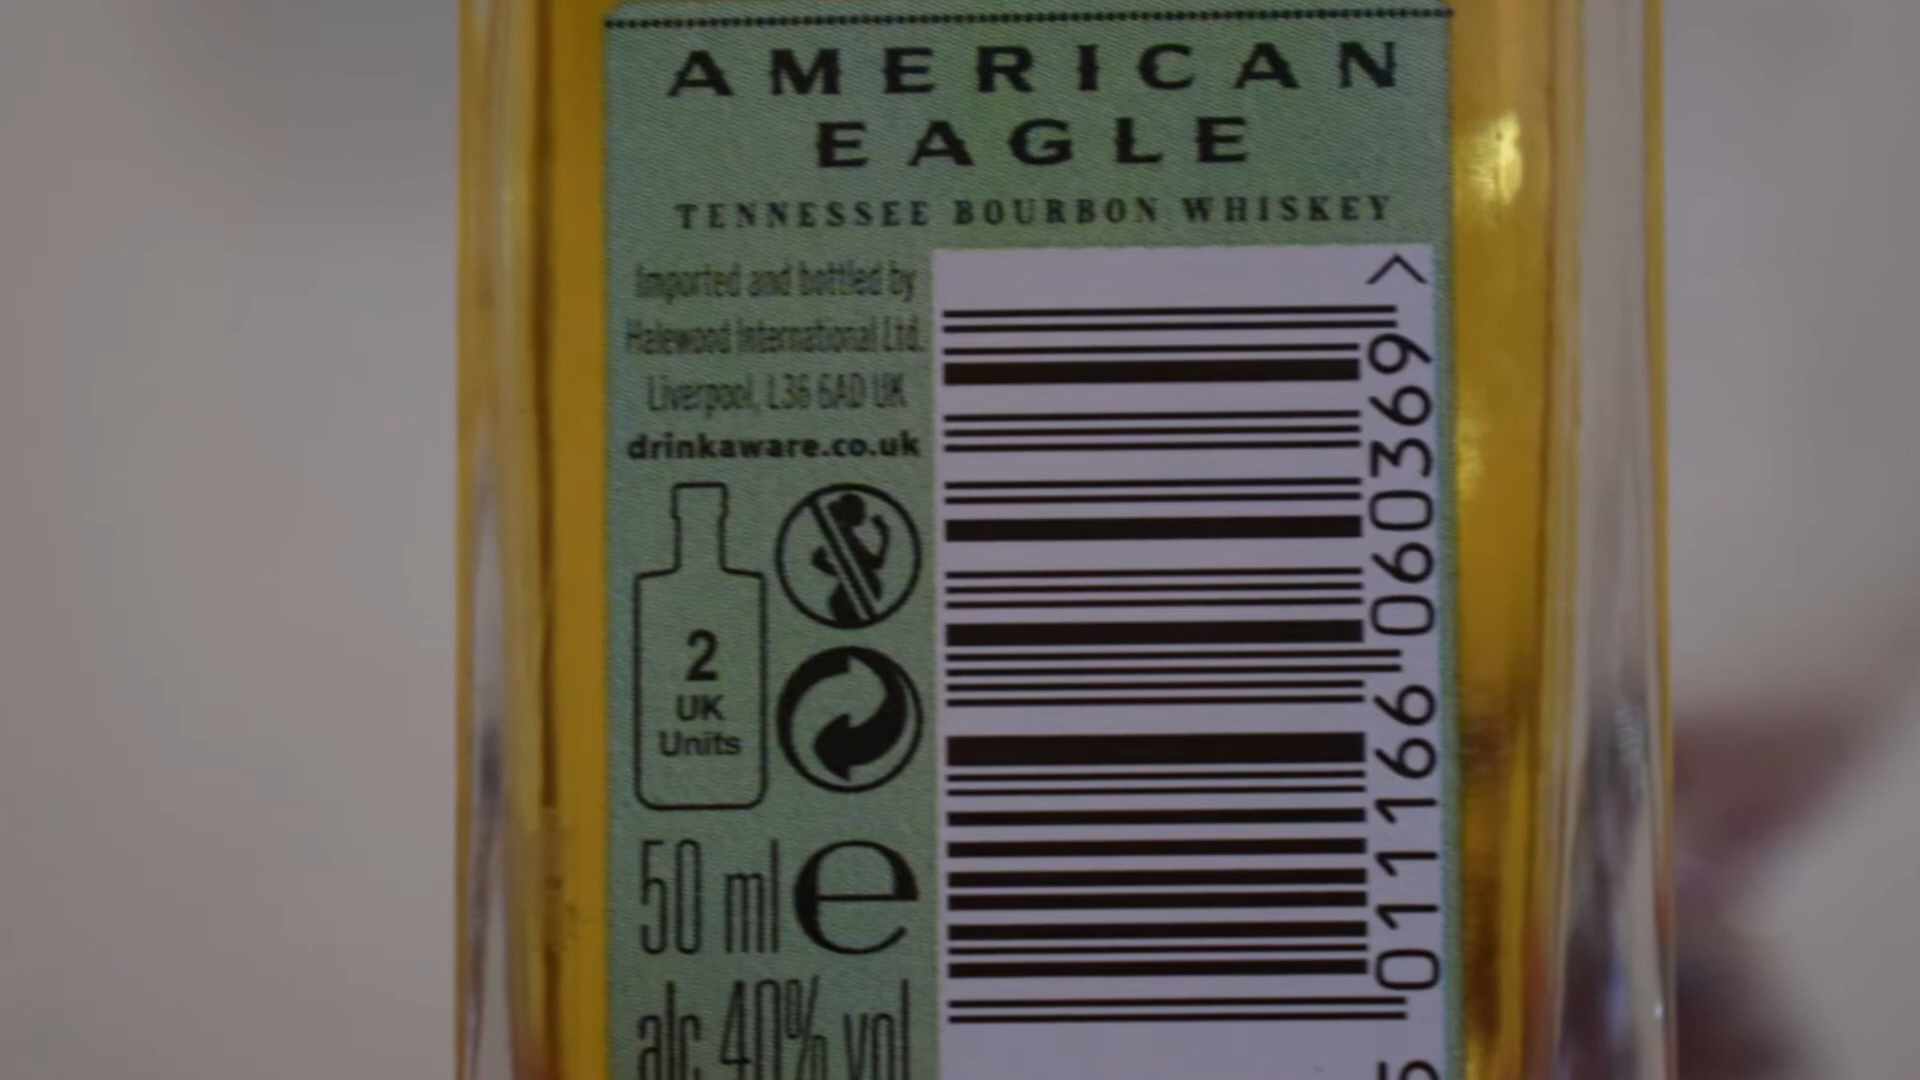 AMERICAN
EAGLE
TENNESSEE BOURBON WHISKEY
Imported and bottled by
Halewood International Ltd.
Liverpool, L36 6AD UK
drinkaware.co.uk
2
UK
Units
50 ml e
alc 40% vol
5 011166 060369 >